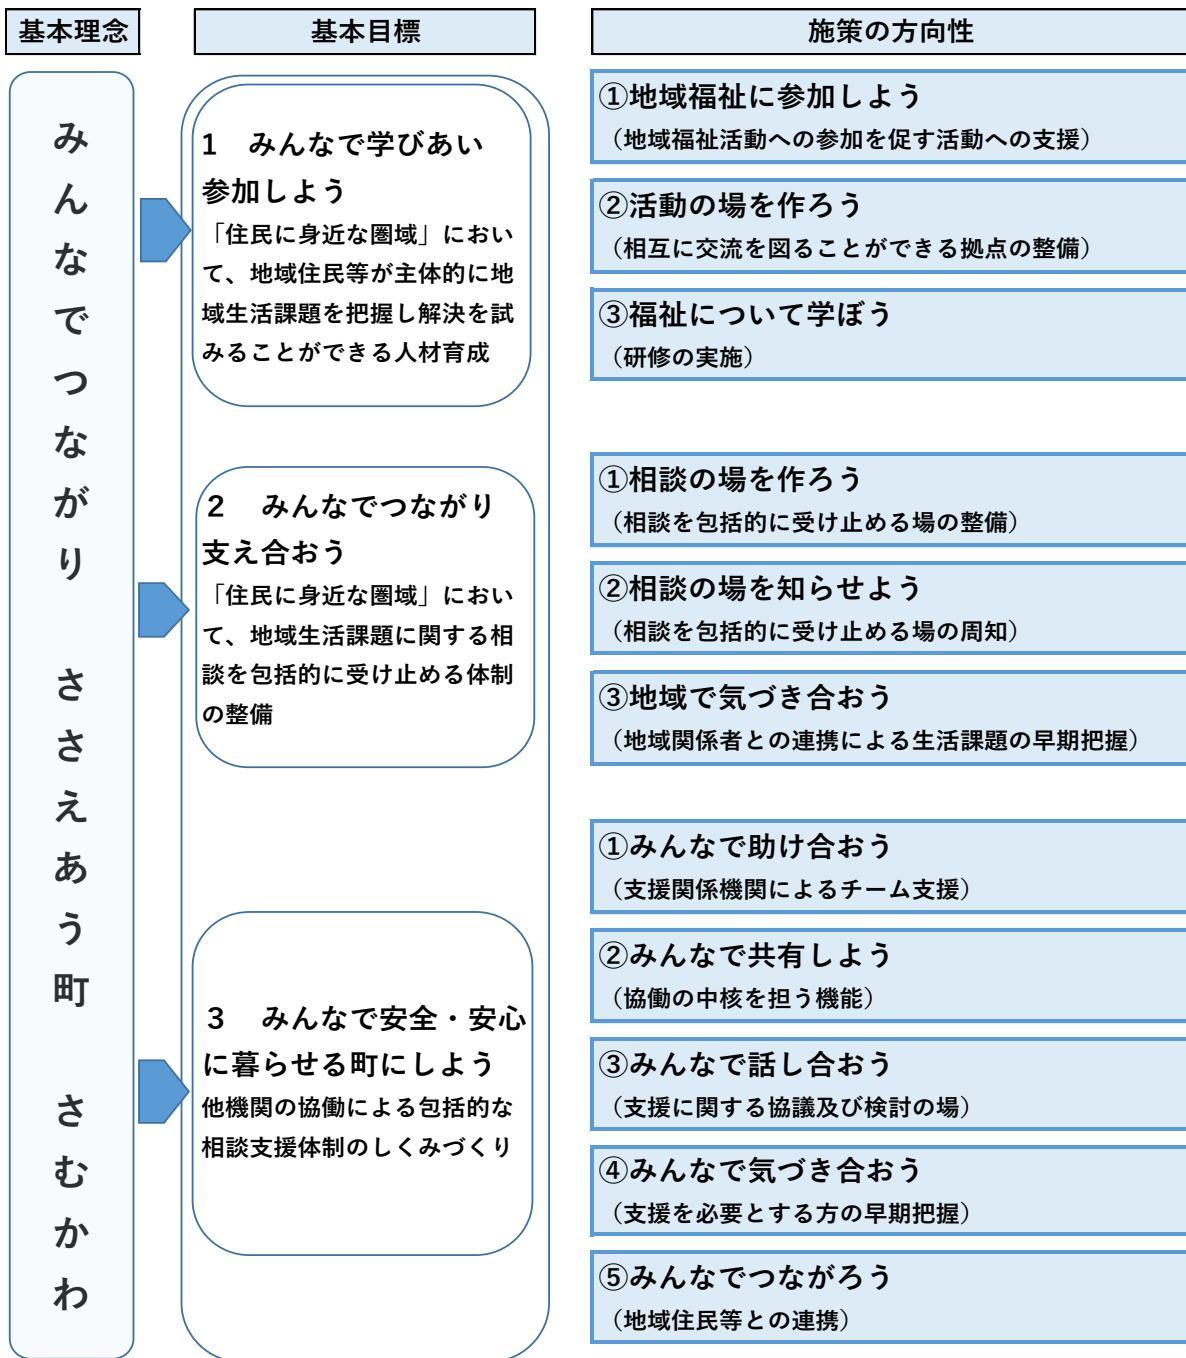 基本理念
基本目標
施策の方向性
みんなでつながり　ささえあう町　さむかわ
1　みんなで学びあい
参加しよう
「住民に身近な圏域」におい
て、地域住民等が主体的に地
域生活課題を把握し解決を試
みることができる人材育成
①地域福祉に参加しよう
（地域福祉活動への参加を促す活動への支援）
②活動の場を作ろう
（相互に交流を図ることができる拠点の整備）
③福祉について学ぼう
（研修の実施）
2　みんなでつながり
支え合おう
「住民に身近な圏域」におい
て、地域生活課題に関する相
談を包括的に受け止める体制
の整備
①相談の場を作ろう
（相談を包括的に受け止める場の整備）
②相談の場を知らせよう
（相談を包括的に受け止める場の周知）
③地域で気づき合おう
（地域関係者との連携による生活課題の早期把握）
3　みんなで安全・安心
に暮らせる町にしよう
他機関の協働による包括的な
相談支援体制のしくみづくり
①みんなで助け合おう
（支援関係機関によるチーム支援）
②みんなで共有しよう
（協働の中核を担う機能）
③みんなで話し合おう
（支援に関する協議及び検討の場）
④みんなで気づき合おう
（支援を必要とする方の早期把握）
⑤みんなでつながろう
（地域住民等との連携）